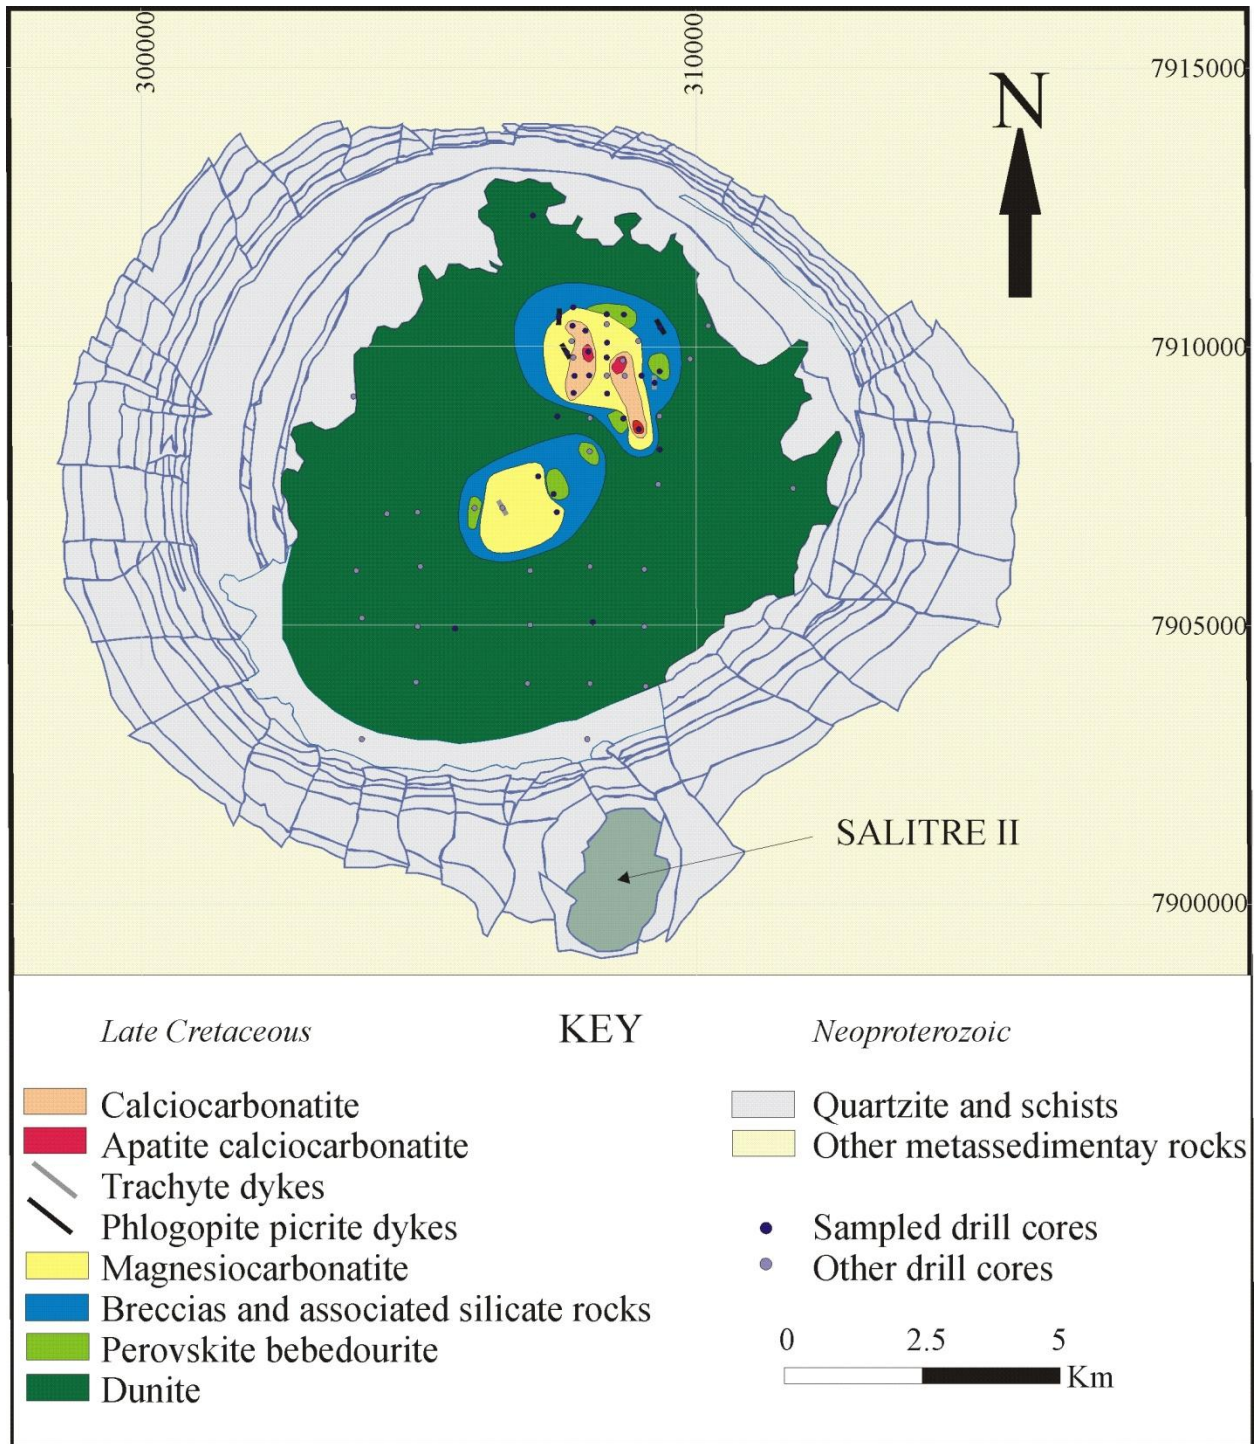 300000
310000
7915000
N
7910000
7905000
SALITRE II
7900000
Late Cretaceous
KEY
Neoproterozoic
Calciocarbonatite
Quartzite and schists
Apatite calciocarbonatite
Other metassedimentay rocks
Trachyte dykes
Phlogopite picrite dykes
Sampled drill cores
Magnesiocarbonatite
Other drill cores
Breccias and associated silicate rocks
0 2.5 5
Perovskite bebedourite
Km
Dunite